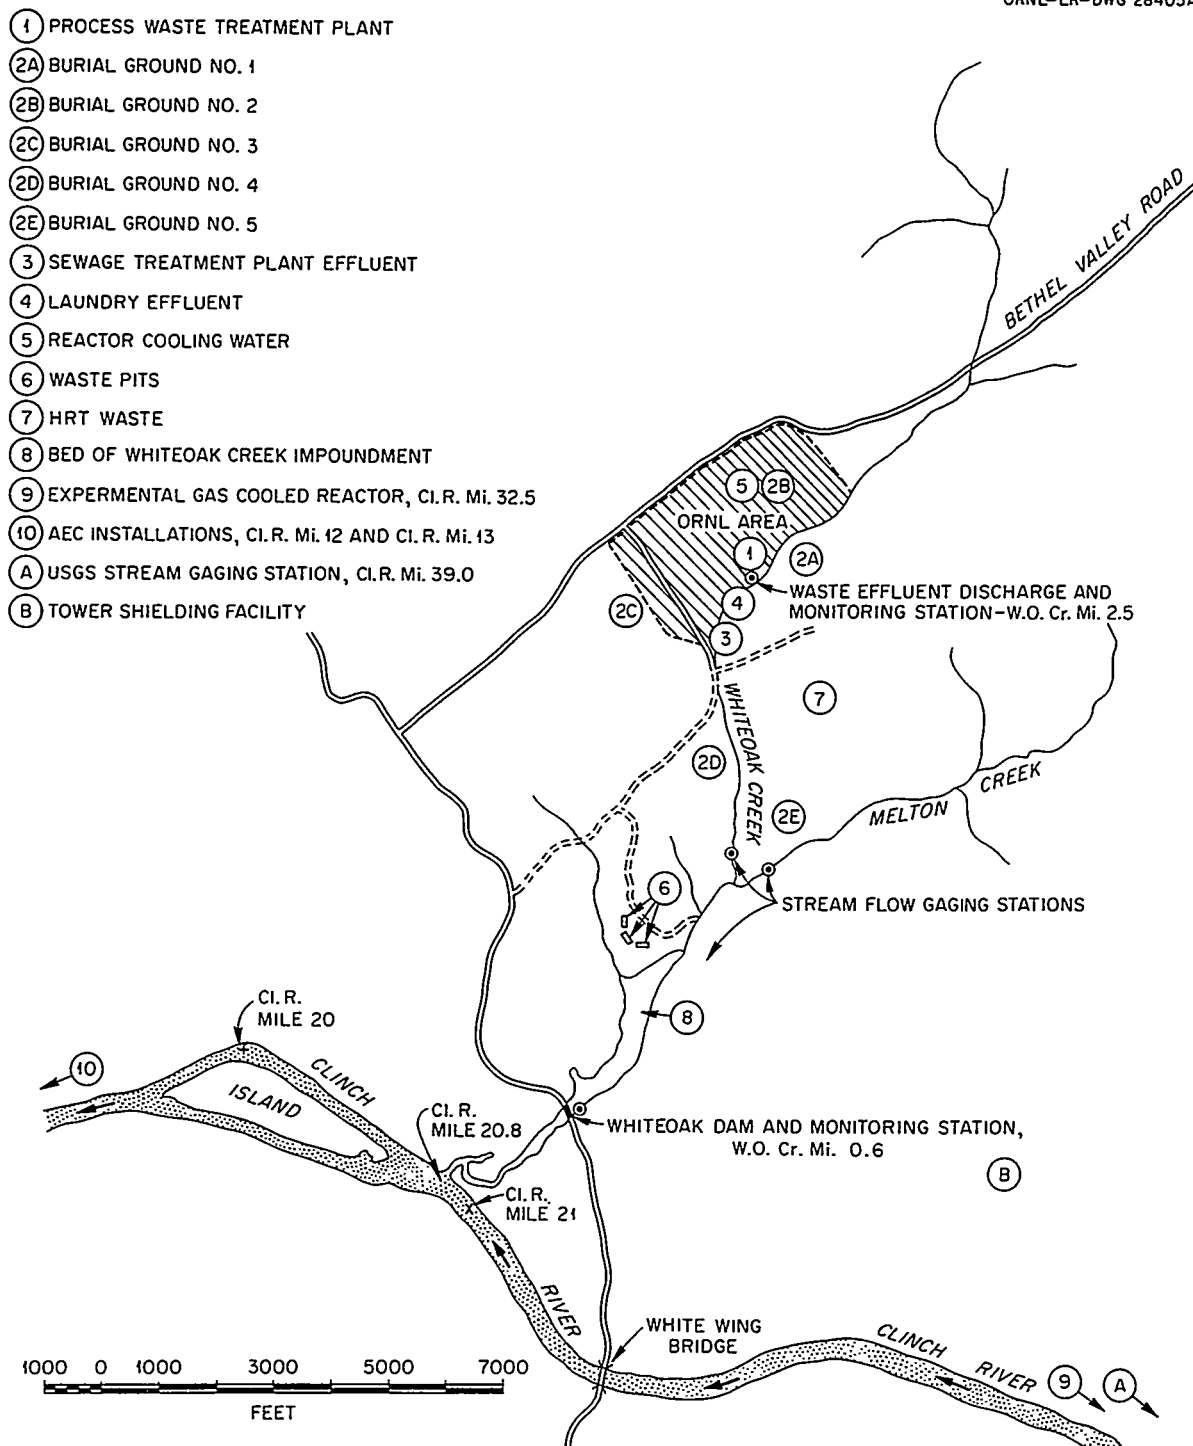 1 PROCESS WASTE TREATMENT PLANT
2A BURIAL GROUND NO. 1
2B BURIAL GROUND NO. 2
2C BURIAL GROUND NO. 3
2D BURIAL GROUND NO. 4
2E BURIAL GROUND NO. 5
3 SEWAGE TREATMENT PLANT EFFLUENT
4 LAUNDRY EFFLUENT
5 REACTOR COOLING WATER
6 WASTE PITS
7 HRT WASTE
8 BED OF WHITEOAK CREEK IMPOUNDMENT
9 EXPERMENTAL GAS COOLED REACTOR, Cl.R. Mi. 32.5
10 AEC INSTALLATIONS, Cl.R. Mi. 12 AND Cl.R. Mi. 13
A USGS STREAM GAGING STATION, Cl.R. Mi. 39.0
B TOWER SHIELDING FACILITY
BETHEL VALLEY ROAD
5 2B
ORNL AREA
1 2A
WASTE EFFLUENT DISCHARGE AND
MONITORING STATION-W.O. Cr. Mi. 2.5
4
2C
3
7
WHITEOAK CREEK
2D
2E
MELTON CREEK
6
STREAM FLOW GAGING STATIONS
8
Cl. R.
MILE 20
10
CLINCH
ISLAND
Cl. R.
MILE 20.8
WHITEOAK DAM AND MONITORING STATION,
W.O. Cr. Mi. 0.6
B
Cl. R.
MILE 21
RIVER
WHITE WING
BRIDGE
CLINCH
RIVER
9 A
1000 0 1000 3000 5000 7000
FEET